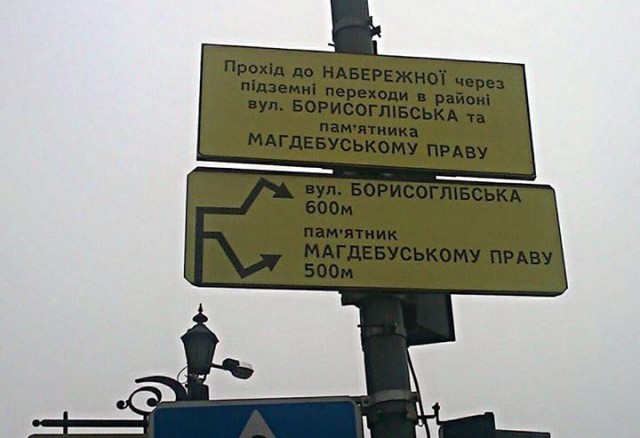 Прохід до НАБЕРЕЖНОЇ через
підземні переходи в районі
вул. БОРИСОГЛІБСЬКА та
пам'ятника
МАГДЕБУСЬКОМУ ПРАВУ
вул. БОРИСОГЛІБСЬКА
600м
пам'ятник
МАГДЕБУСЬКОМУ ПРАВУ
500м